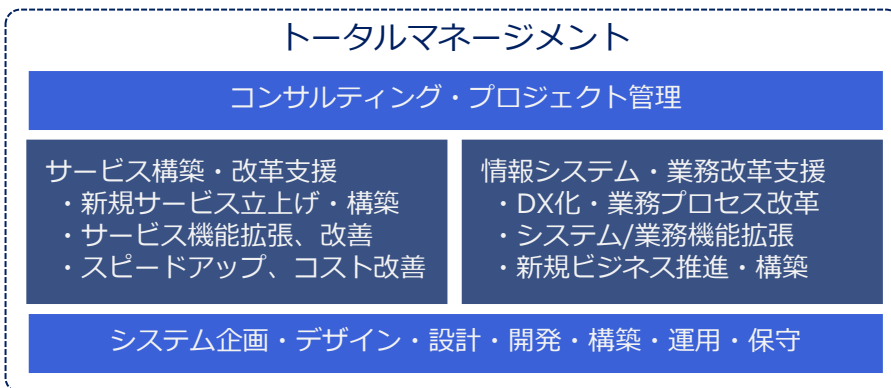 トータルマネージメント
コンサルティング・プロジェクト管理
サービス構築・改革支援
・新規サービス立上げ・構築
・サービス機能拡張、改善
・スピードアップ、コスト改善
情報システム・業務改革支援
・DX化・業務プロセス改革
・システム/業務機能拡張
・新規ビジネス推進・構築
システム企画・デザイン・設計・開発・構築・運用・保守